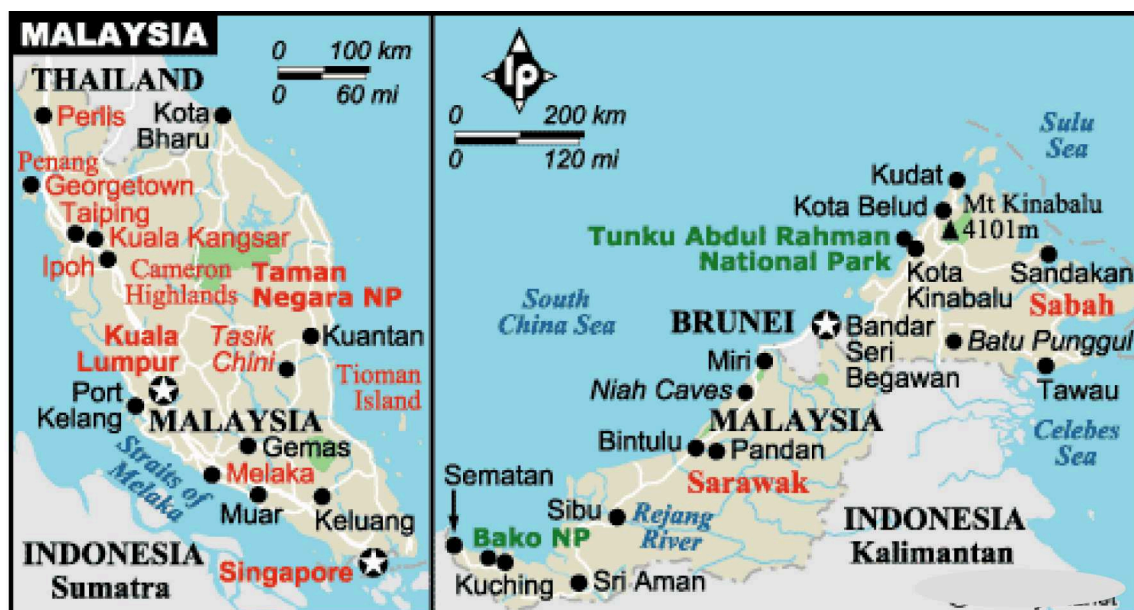 MALAYSIA
THAILAND
0 100 km
0 60 mi
Perlis
Kota
Bharu
Penang
Georgetown
Taiping
Kuala Kangsar
Ipoh
Cameron
Highlands
Taman
Negara NP
Kuala
Lumpur
Tasik
Chini
Kuantan
Tioman
Island
Port
Kelang
MALAYSIA
Gemas
Straits of
Melaka
Melaka
Muar
Keluang
INDONESIA
Sumatra
Singapore
lp
0 200 km
0 120 mi
Sulu
Sea
Kudat
Kota Belud
Mt Kinabalu
4101m
Tunku Abdul Rahman
National Park
Kota
Kinabalu
Sandakan
Sabah
South
China Sea
BRUNEI
Bandar
Seri
Begawan
Batu Punggul
Tawau
Miri
Niah Caves
MALAYSIA
Celebes
Sea
Bintulu
Pandan
Sarawak
Sematan
Sibu
Rejang
River
Bako NP
Kuching
Sri Aman
INDONESIA
Kalimantan